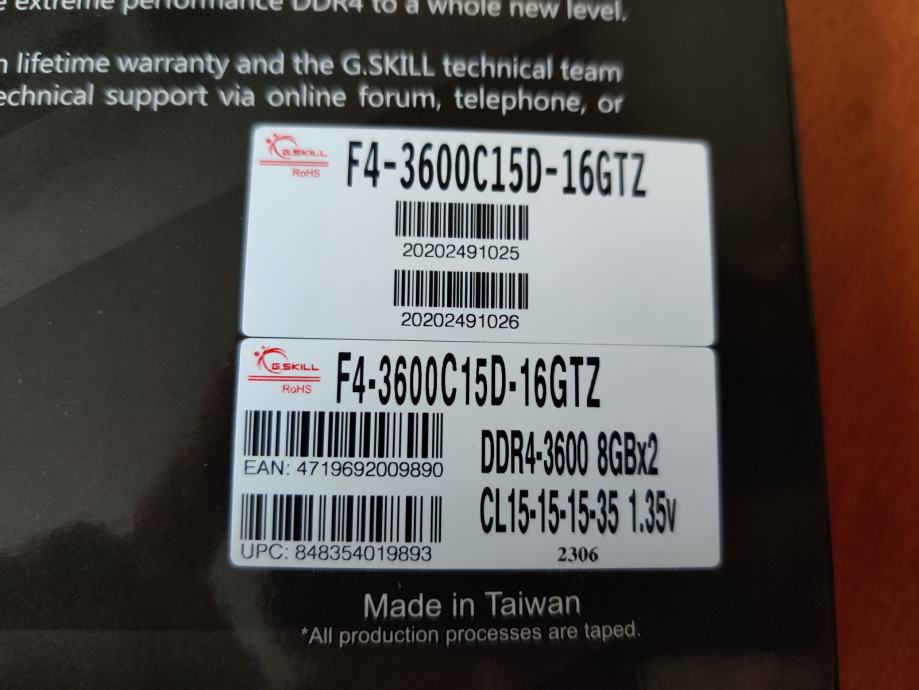 extreme performance DDR4 to a whole new level.
lifetime warranty and the G.SKILL technical team
technical support via online forum, telephone, or
G.SKILL
RoHS
F4-3600C15D-16GTZ
20202491025
20202491026
G.SKILL
RoHS
F4-3600C15D-16GTZ
EAN: 4719692009890
DDR4-3600 8GBx2
CL15-15-15-35 1.35v
UPC: 848354019893
2306
Made in Taiwan
*All production processes are taped.